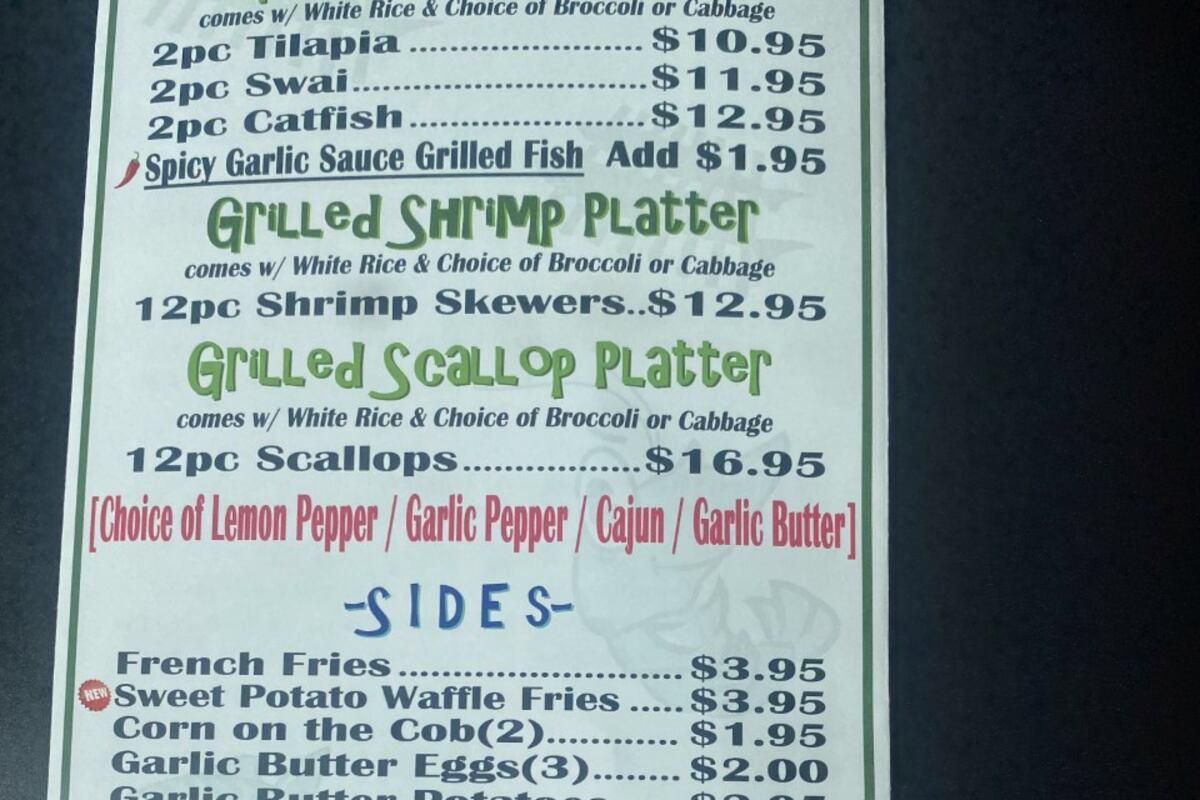 comes w/ White Rice & Choice of Broccoli or Cabbage
2pc Tilapia ........................ $10.95
2pc Swai.............................. $11.95
2pc Catfish ........................ $12.95
Spicy Garlic Sauce Grilled Fish Add $1.95
Grilled Shrimp Platter
comes w/ White Rice & Choice of Broccoli or Cabbage
12pc Shrimp Skewers..$12.95
Grilled Scallop Platter
comes w/ White Rice & Choice of Broccoli or Cabbage
12pc Scallops.................$16.95
[Choice of Lemon Pepper / Garlic Pepper / Cajun / Garlic Butter]
-SIDES-
French Fries ........................... $3.95
NEW Sweet Potato Waffle Fries ..... $3.95
Corn on the Cob(2)............ $1.95
Garlic Butter Eggs(3)........ $2.00
Garlic Butter Potatoes